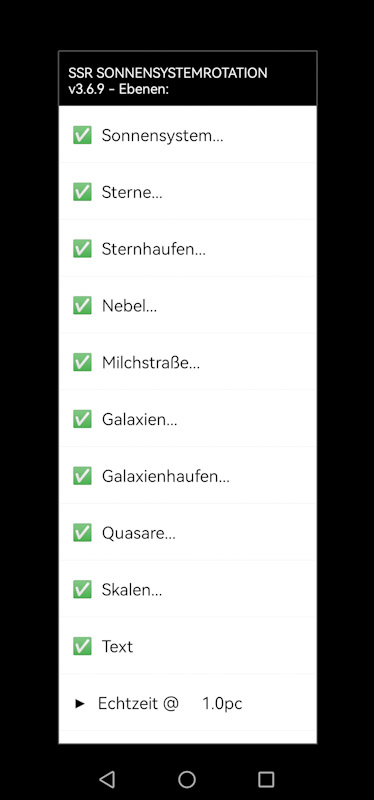 SSR SONNENSYSTEMROTATION
v3.6.9 - Ebenen:
Sonnensystem...
Sterne...
Sternhaufen...
Nebel...
Milchstraße...
Galaxien...
Galaxienhaufen...
Quasare...
Skalen...
Text
Echtzeit @ 1.0pc